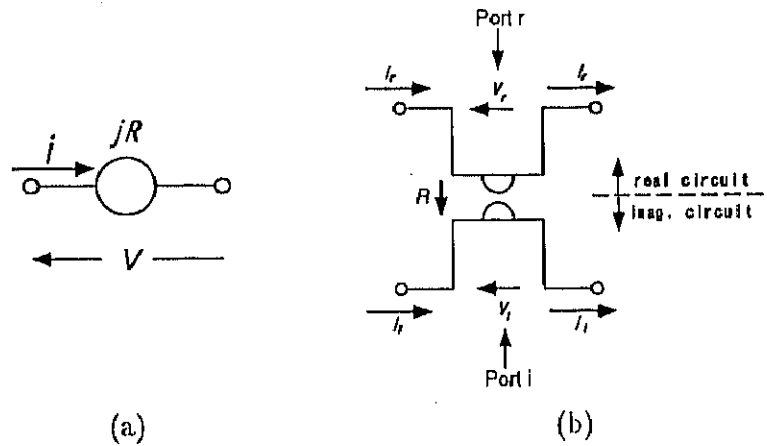 Port r
I_r
I_r
V_r
jR
i
V
R
real circuit
imag. circuit
V_i
I_i
I_i
Port i
(a)
(b)